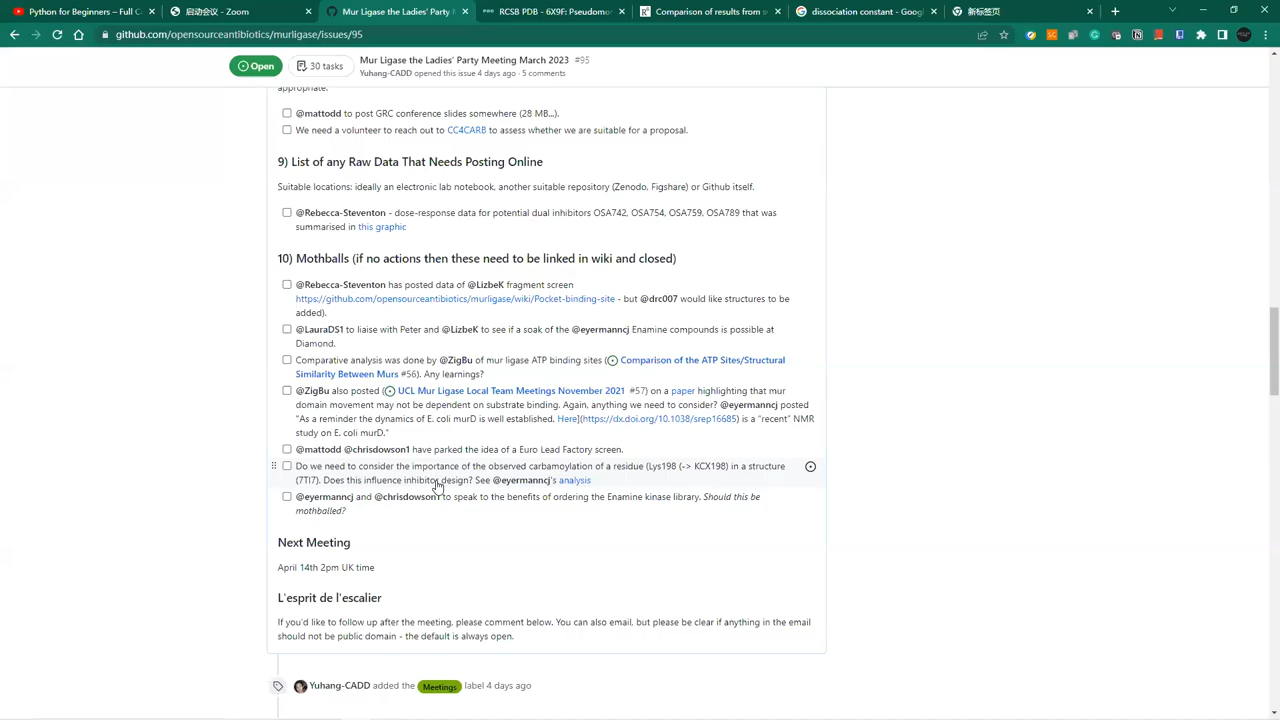 Python for Beginners – Full C
启动会议 - Zoom
Mur Ligase the Ladies' Party M
RCSB PDB - 6X9F: Pseudomon
Comparison of results from s
dissociation constant - Googl
新标签页
github.com/opensourceantibiotics/murligase/issues/95
Open
30 tasks
Mur Ligase the Ladies' Party Meeting March 2023 #95
Yuhang-CADD opened this issue 4 days ago · 5 comments
appropriate.
@mattodd to post GRC conference slides somewhere (28 MB...).
We need a volunteer to reach out to CC4CARB to assess whether we are suitable for a proposal.
9) List of any Raw Data That Needs Posting Online
Suitable locations: ideally an electronic lab notebook, another suitable repository (Zenodo, Figshare) or Github itself.
@Rebecca-Steventon - dose-response data for potential dual inhibitors OSA742, OSA754, OSA759, OSA789 that was
summarised in this graphic
10) Mothballs (if no actions then these need to be linked in wiki and closed)
@Rebecca-Steventon has posted data of @LizbeK fragment screen
https://github.com/opensourceantibiotics/murligase/wiki/Pocket-binding-site - but @drc007 would like structures to be
added).
@LauraDS1 to liaise with Peter and @LizbeK to see if a soak of the @eyermanncj Enamine compounds is possible at
Diamond.
Comparative analysis was done by @ZigBu of mur ligase ATP binding sites (Comparison of the ATP Sites/Structural
Similarity Between Murs #56). Any learnings?
@ZigBu also posted (UCL Mur Ligase Local Team Meetings November 2021 #57) on a paper highlighting that mur
domain movement may not be dependent on substrate binding. Again, anything we need to consider? @eyermanncj posted
"As a reminder the dynamics of E. coli murD is well established. Here](https://dx.doi.org/10.1038/srep16685) is a "recent" NMR
study on E. coli murD."
@mattodd @chrisdowson1 have parked the idea of a Euro Lead Factory screen.
Do we need to consider the importance of the observed carbamoylation of a residue (Lys198 (-> KCX198) in a structure
(7TI7). Does this influence inhibitor design? See @eyermanncj's analysis
@eyermanncj and @chrisdowson1 to speak to the benefits of ordering the Enamine kinase library. Should this be
mothballed?
Next Meeting
April 14th 2pm UK time
L'esprit de l'escalier
If you'd like to follow up after the meeting, please comment below. You can also email, but please be clear if anything in the email
should not be public domain - the default is always open.
Yuhang-CADD added the Meetings label 4 days ago